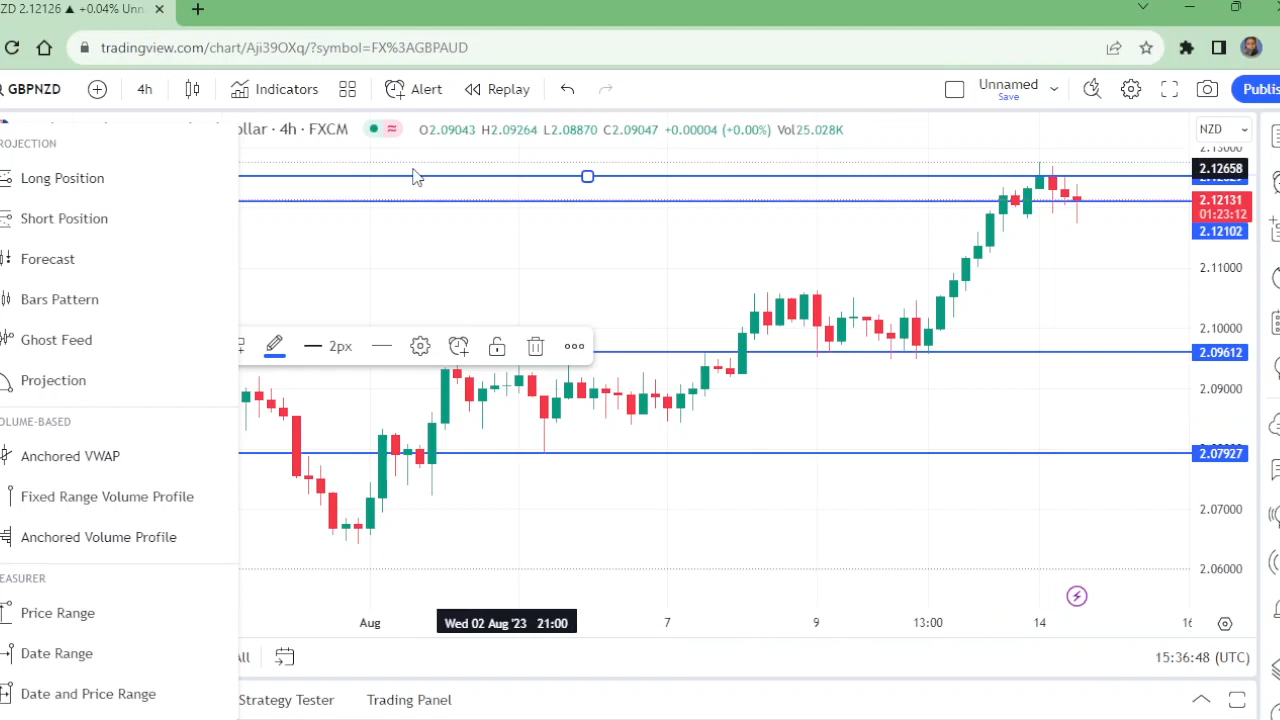 ZD 2.12126 ▲ +0.04% Unn
tradingview.com/chart/Aji39OXq/?symbol=FX%3AGBPAUD
GBPNZD 4h Indicators Alert Replay Unnamed Save Publis
ollar · 4h · FXCM O2.09043 H2.09264 L2.08870 C2.09047 +0.00004 (+0.00%) Vol25.028K NZD
2.13000
2.12658
2.12131
01:23:12
2.12102
2.11000
2.10000
2.09612
2.09000
2.07927
2.07000
2.06000
ROJECTION
Long Position
Short Position
Forecast
Bars Pattern
Ghost Feed
Projection
OLUME-BASED
Anchored VWAP
Fixed Range Volume Profile
Anchored Volume Profile
EASURER
Price Range
Date Range
Date and Price Range
2px
Aug Wed 02 Aug '23 21:00 7 9 13:00 14 16
All 15:36:48 (UTC)
Strategy Tester Trading Panel